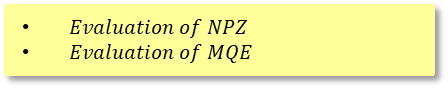 • Evaluation of NPZ
• Evaluation of MQE